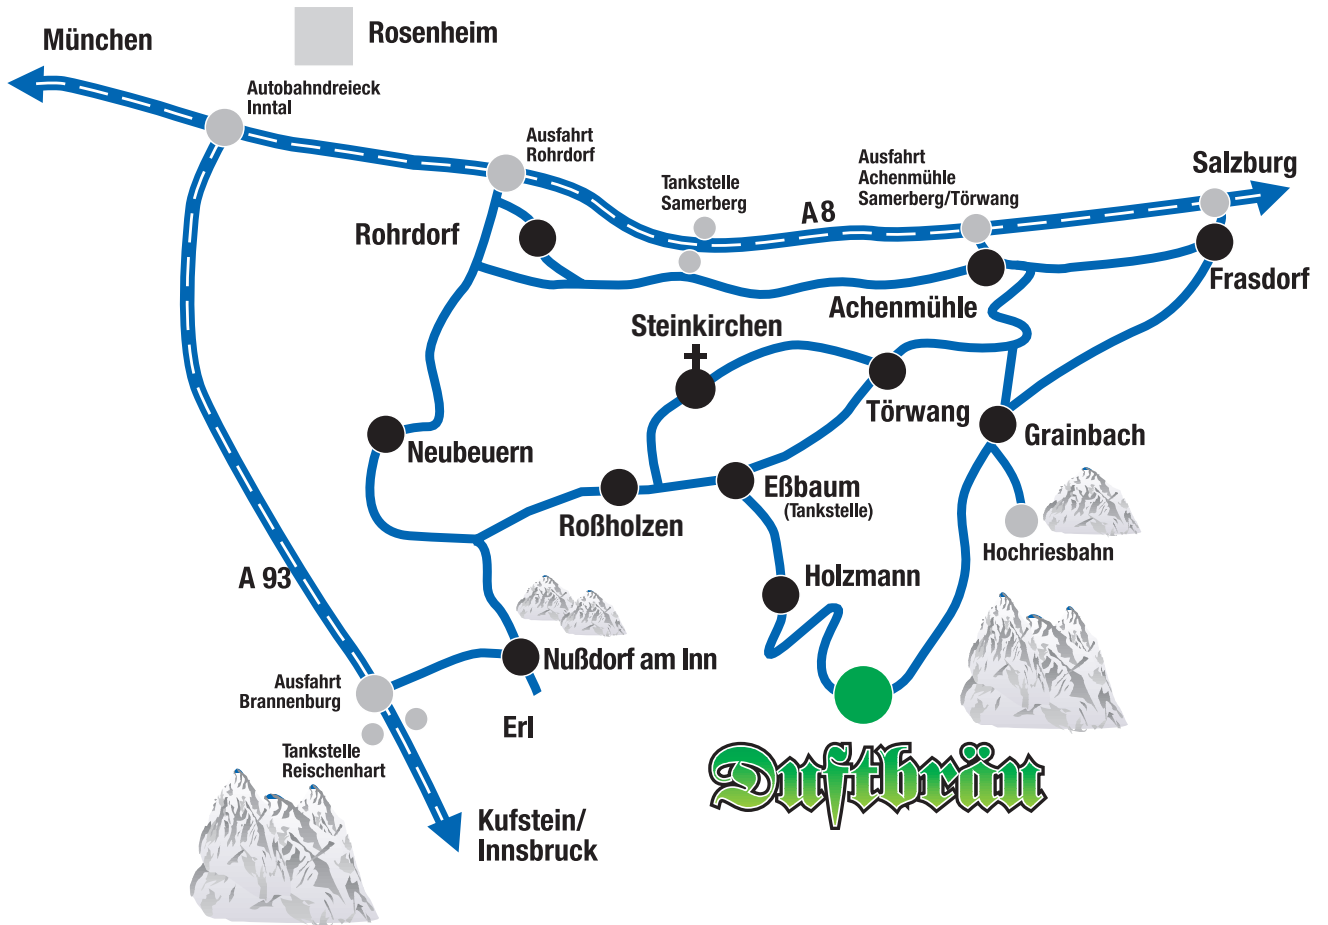 München
Rosenheim
Autobahndreieck
Inntal
Ausfahrt
Rohrdorf
Tankstelle
Samerberg
A 8
Ausfahrt
Achenmühle
Samerberg/Törwang
Salzburg
Rohrdorf
Achenmühle
Frasdorf
Steinkirchen
Törwang
Grainbach
Neubeuern
Roßholzen
Eßbaum
(Tankstelle)
Hochriesbahn
A 93
Holzmann
Nußdorf am Inn
Ausfahrt
Brannenburg
Erl
Tankstelle
Reischenhart
Duftbräu
Kufstein/
Innsbruck